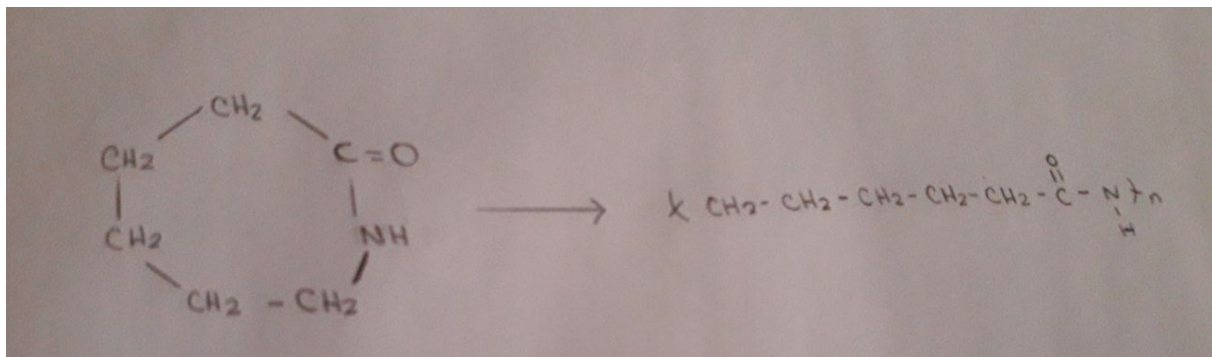 CH2
CH2
C=O
CH2
NH
CH2 - CH2
( CH2 - CH2 - CH2 - CH2 - CH2 - C - N )n
O
H